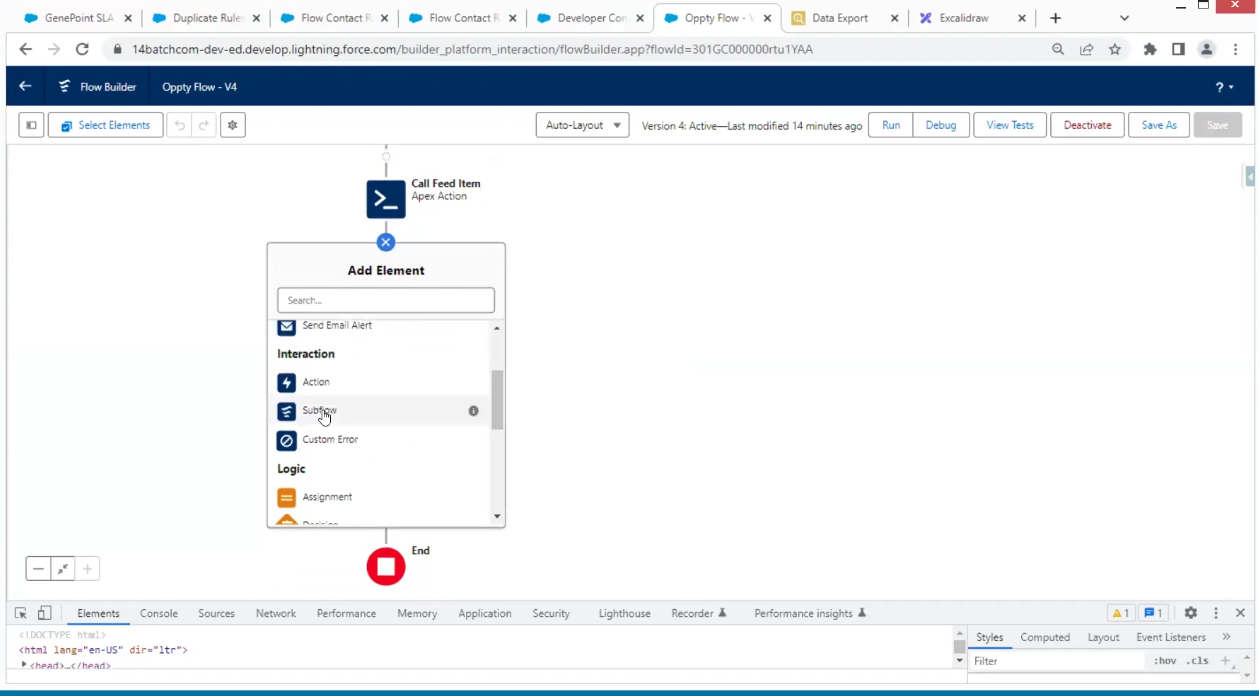 GenePoint SLA
Duplicate Rules
Flow Contact R
Flow Contact R
Developer Con
Oppty Flow - V
Data Export
Excalidraw
14batchcom-dev-ed.develop.lightning.force.com/builder_platform_interaction/flowBuilder.app?flowId=301GC000000rtu1YAA
Flow Builder
Oppty Flow - V4
?
Select Elements
Auto-Layout
Version 4: Active—Last modified 14 minutes ago
Run
Debug
View Tests
Deactivate
Save As
Save
Call Feed Item
Apex Action
Add Element
Search...
Send Email Alert
Interaction
Action
Subflow
Custom Error
Logic
Assignment
Decision
End
Elements
Console
Sources
Network
Performance
Memory
Application
Security
Lighthouse
Recorder
Performance insights
1
1
<!DOCTYPE html>
<html lang="en-US" dir="ltr">
<head>…</head>
Styles
Computed
Layout
Event Listeners
Filter
:hov
.cls